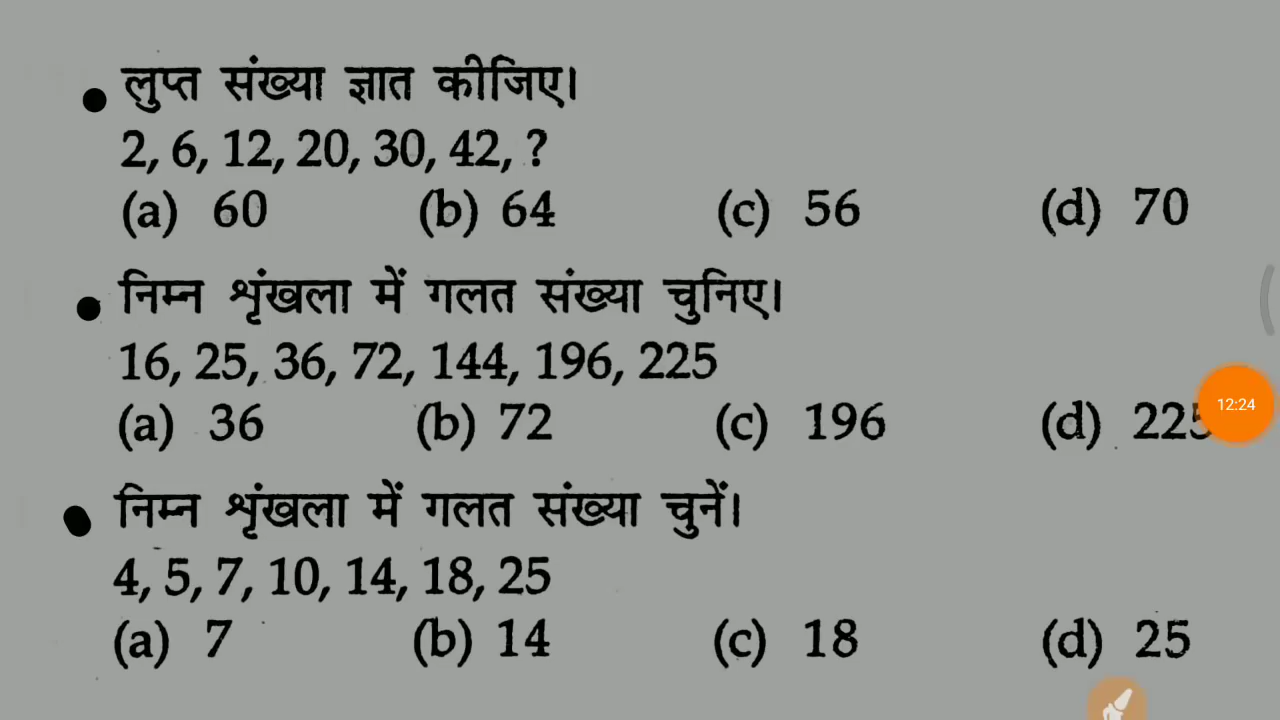 • लुप्त संख्या ज्ञात कीजिए।
2, 6, 12, 20, 30, 42, ?
(a) 60 (b) 64 (c) 56 (d) 70
• निम्न शृंखला में गलत संख्या चुनिए।
16, 25, 36, 72, 144, 196, 225
(a) 36 (b) 72 (c) 196 (d) 225
12:24
• निम्न शृंखला में गलत संख्या चुनें।
4, 5, 7, 10, 14, 18, 25
(a) 7 (b) 14 (c) 18 (d) 25